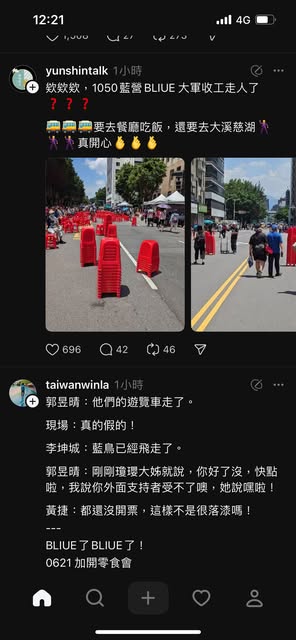 12:21
4G
1,508
27
273
yunshintalk 1小時
欸欸欸，1050 藍營 BLIUE 大軍收工走人了
❓❓❓
🚌🚌🚌要去餐廳吃飯，還要去大溪慈湖
真開心
696
42
46
taiwanwinla 1小時
郭昱晴：他們的遊覽車走了。
現場：真的假的！
李坤城：藍鳥已經飛走了。
郭昱晴：剛剛瓊瓔大姊就說，你好了沒，快點
啦，我說你外面支持者受不了噢，她說嘿啦！
黃捷：都還沒開票，這樣不是很落漆嗎！
---
BLIUE了BLIUE了！
0621 加開零食會